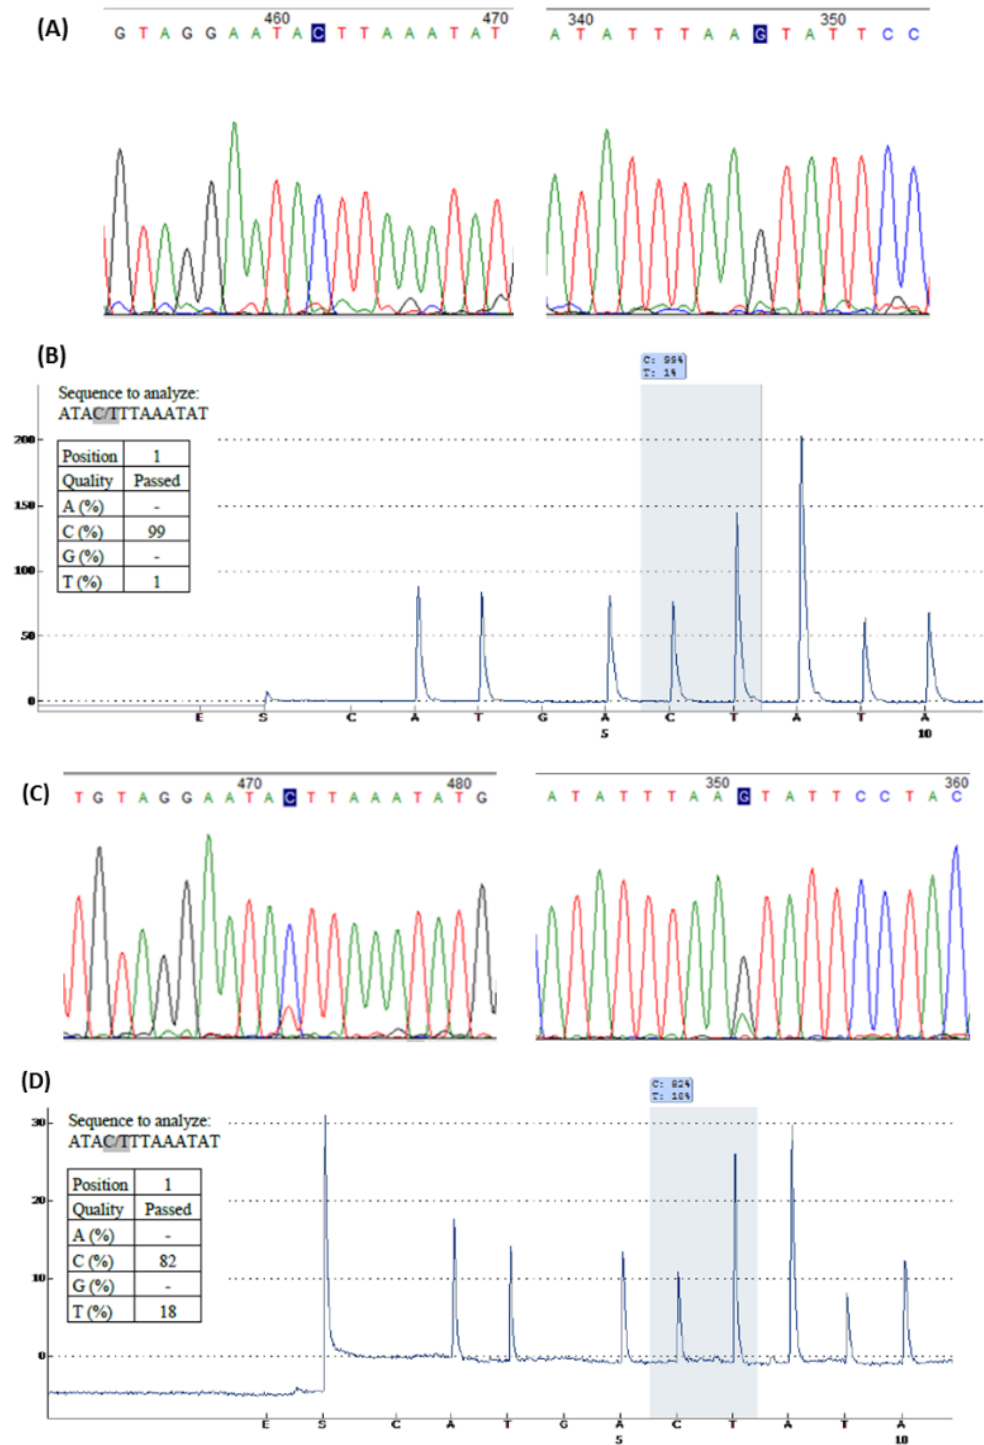 (A)
460 470
G T A G G A A T A C T T A A A T A T
340 350
A T A T T T A A G T A T T C C
(B)
C: 99%
T: 1%
Sequence to analyze:
ATAC/TTTAAATAT
Position 1
Quality Passed
A (%) -
C (%) 99
G (%) -
T (%) 1
200
150
100
50
0
E S C A T G A C T A T A
5 10
(C)
470 480
T G T A G G A A T A C T T A A A T A T G
350 360
A T A T T T A A G T A T T C C T A C
(D)
C: 82%
T: 18%
Sequence to analyze:
ATAC/TTTAAATAT
Position 1
Quality Passed
A (%) -
C (%) 82
G (%) -
T (%) 18
30
20
10
0
E S C A T G A C T A T A
5 10